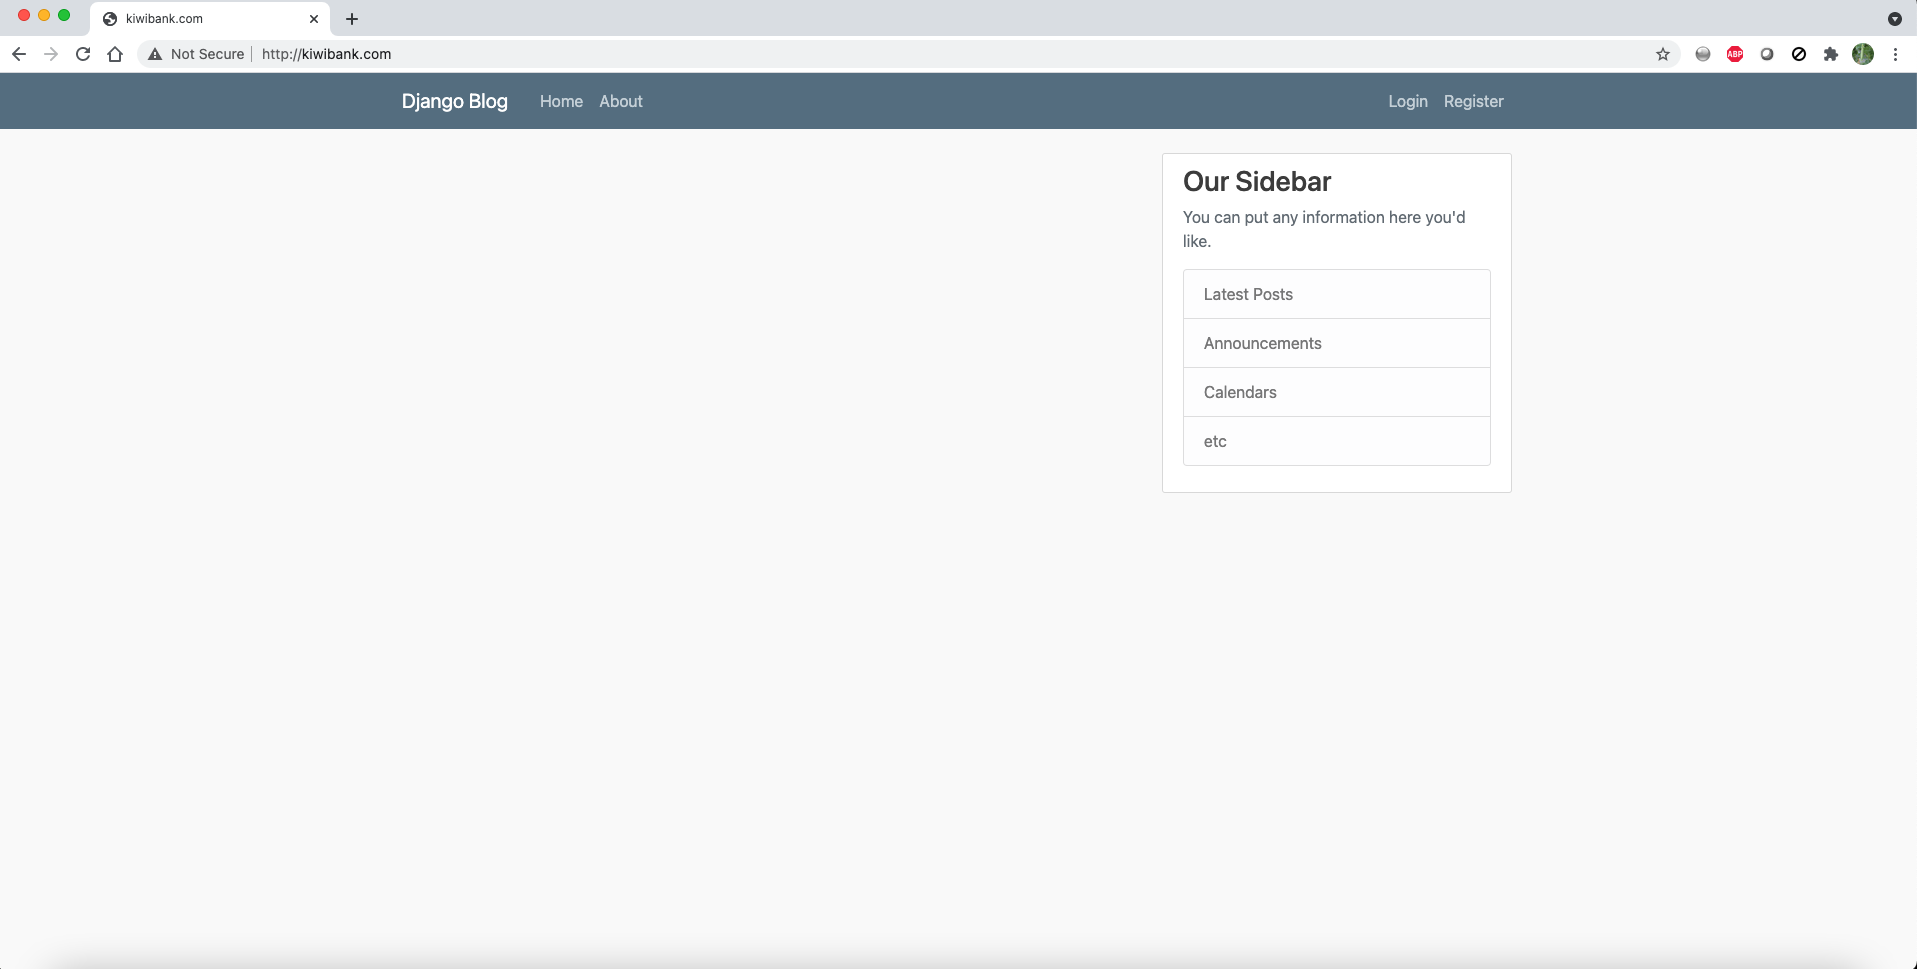 kiwibank.com
Not Secure http://kiwibank.com
ABP
Django Blog Home About Login Register
Our Sidebar
You can put any information here you'd
like.
Latest Posts
Announcements
Calendars
etc